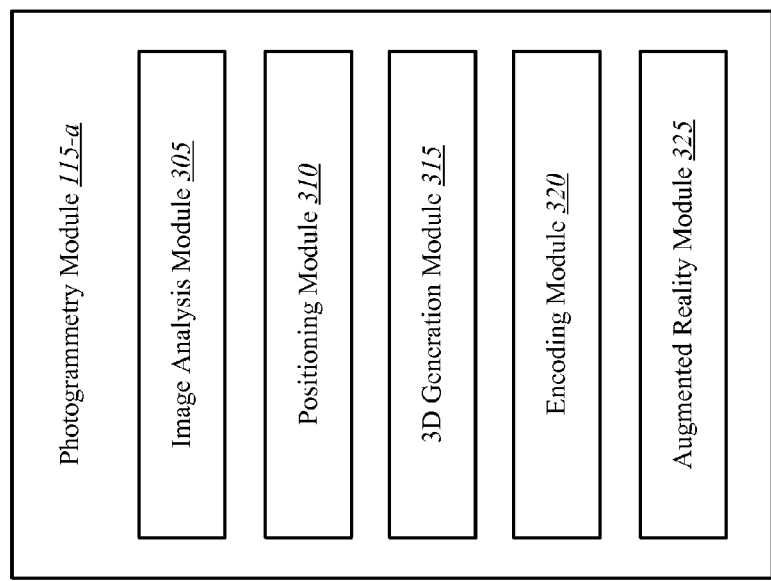 Photogrammetry Module 115-a
Image Analysis Module 305
Positioning Module 310
3D Generation Module 315
Encoding Module 320
Augmented Reality Module 325